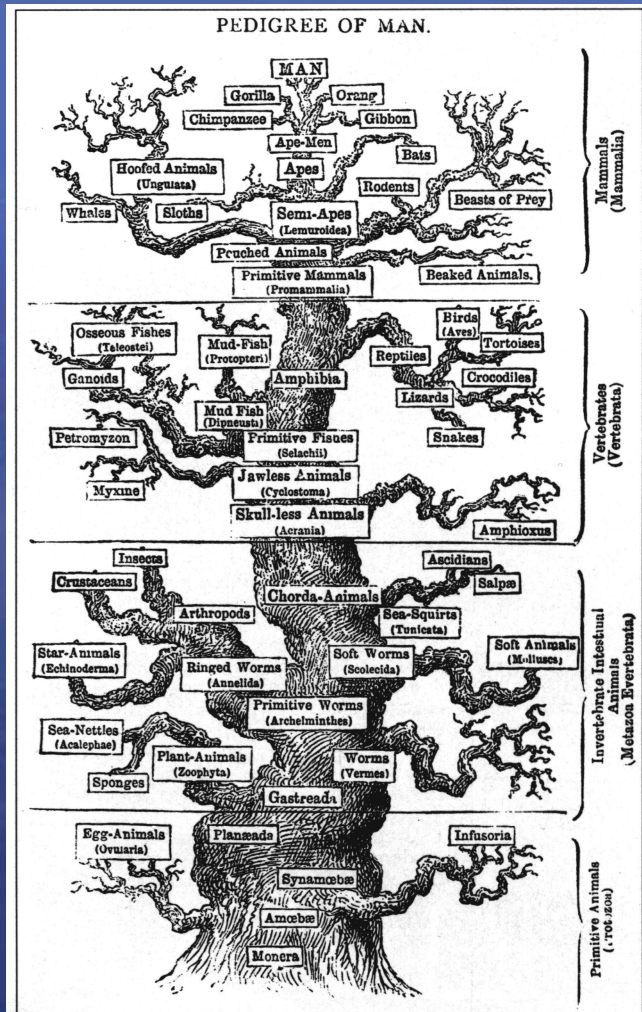 PEDIGREE OF MAN.
MAN
Gorilla
Orang
Chimpanzee
Gibbon
Ape-Men
Bats
Hoofed Animals
(Ungulata)
Apes
Rodents
Beasts of Prey
Whales
Sloths
Semi-Apes
(Lemuroidea)
Pouched Animals
Primitive Mammals
(Promammalia)
Beaked Animals.
Mammals
(Mammalia)
Osseous Fishes
(Teleostei)
Mud-Fish
(Protopteri)
Birds
(Aves)
Tortoises
Reptiles
Ganoids
Amphibia
Crocodiles
Lizards
Mud Fish
(Dipneusta)
Petromyzon
Primitive Fishes
(Selachii)
Snakes
Jawless Animals
(Cyclostoma)
Myxine
Skull-less Animals
(Acrania)
Amphioxus
Vertebrates
(Vertebrata)
Insects
Ascidians
Crustaceans
Salpæ
Chorda-Animals
Arthropods
Sea-Squirts
(Tunicata)
Star-Animals
(Echinoderma)
Ringed Worms
(Annelida)
Soft Worms
(Scolecida)
Soft Animals
(Mollusca)
Primitive Worms
(Archelminthes)
Sea-Nettles
(Acalephae)
Plant-Animals
(Zoophyta)
Worms
(Vermes)
Sponges
Gastreada
Invertebrate Intestinal
Animals
(Metazoa Evertebrata)
Egg-Animals
(Ovularia)
Planæada
Infusoria
Synamœbæ
Amœbæ
Monera
Primitive Animals
(Protozoa)